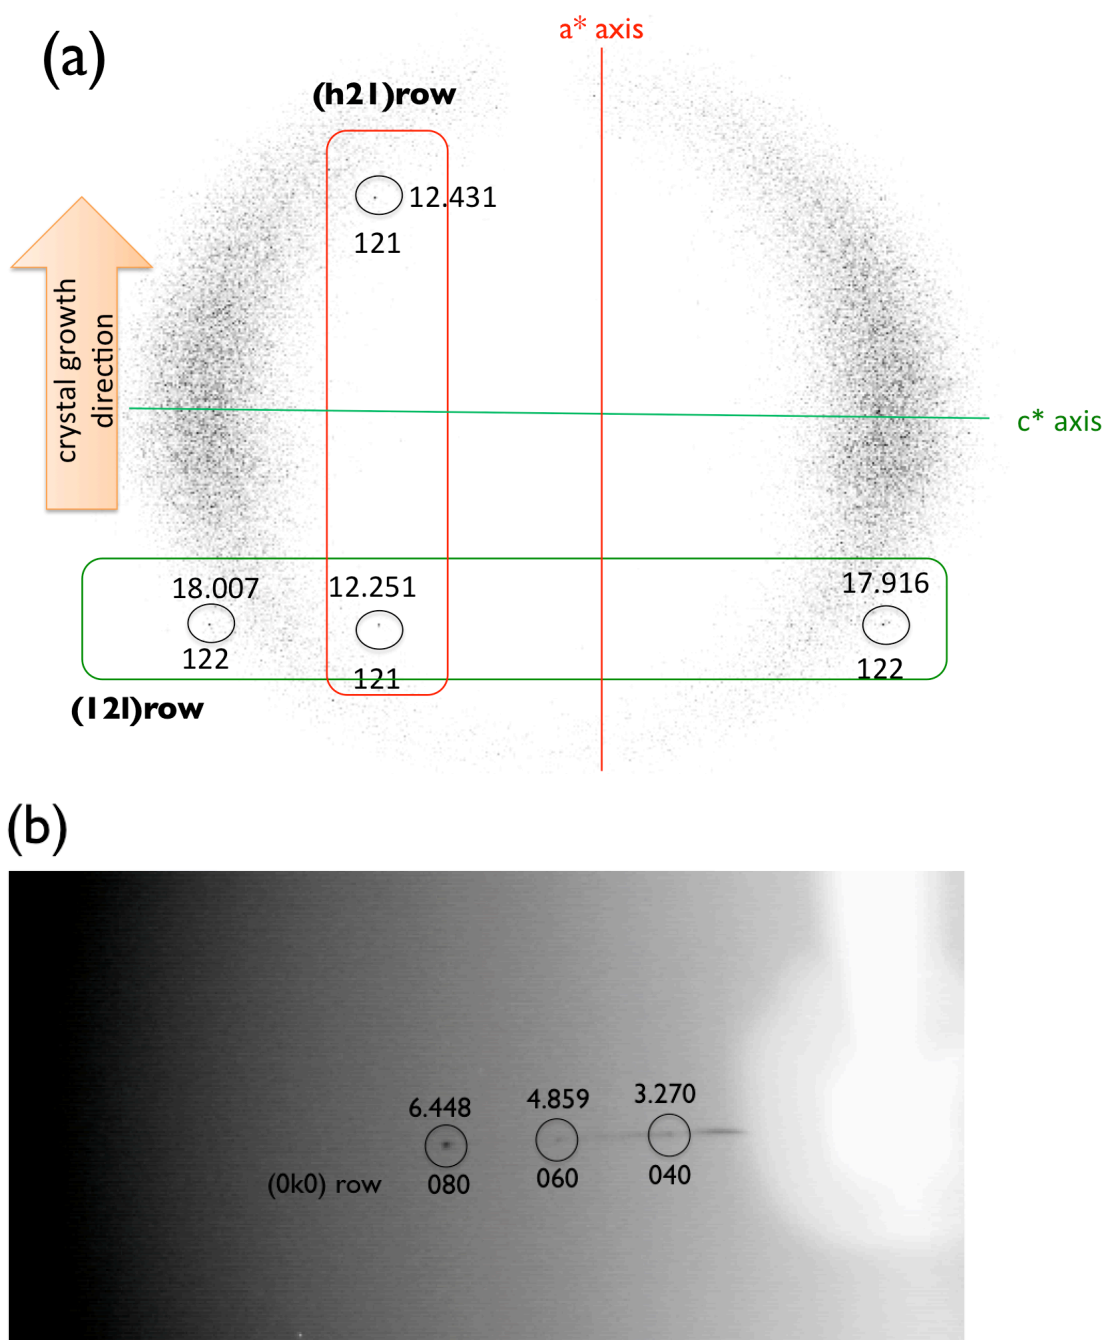 (a)
a* axis
(h21)row
12.431
121
crystal growth
direction
c* axis
18.007
12.251
17.916
122
121
122
(12l)row
(b)
6.448
4.859
3.270
(0k0) row
080
060
040